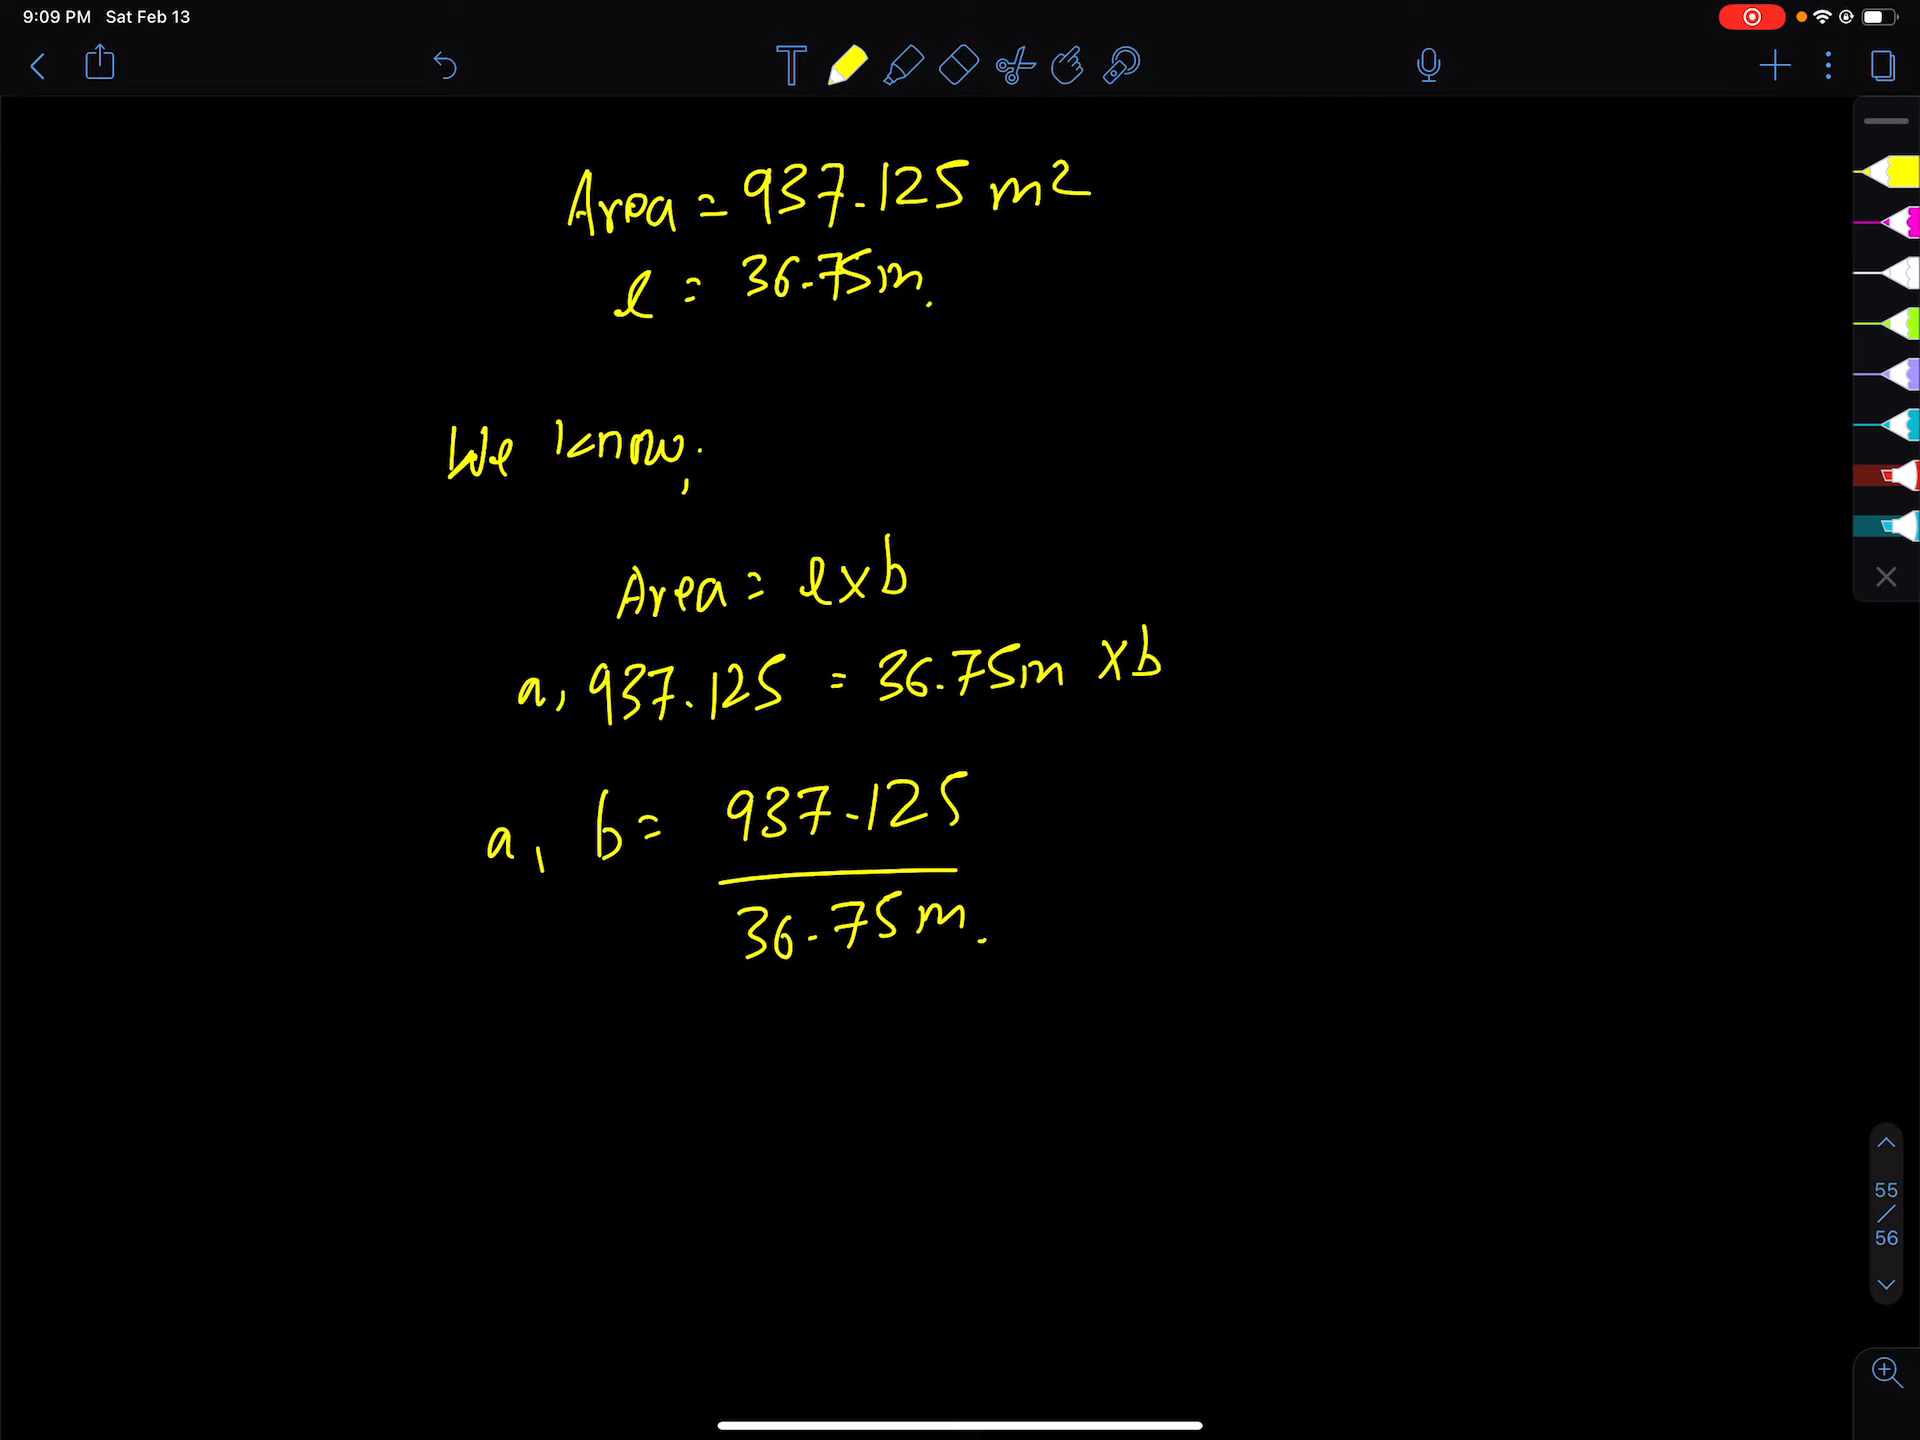 9:09 PM Sat Feb 13
Area = 937.125 m²
l = 36.75m.
We know,
Area = l×b
a, 937.125 = 36.75m ×b
a, b = 937.125
36.75m.
55
/
56